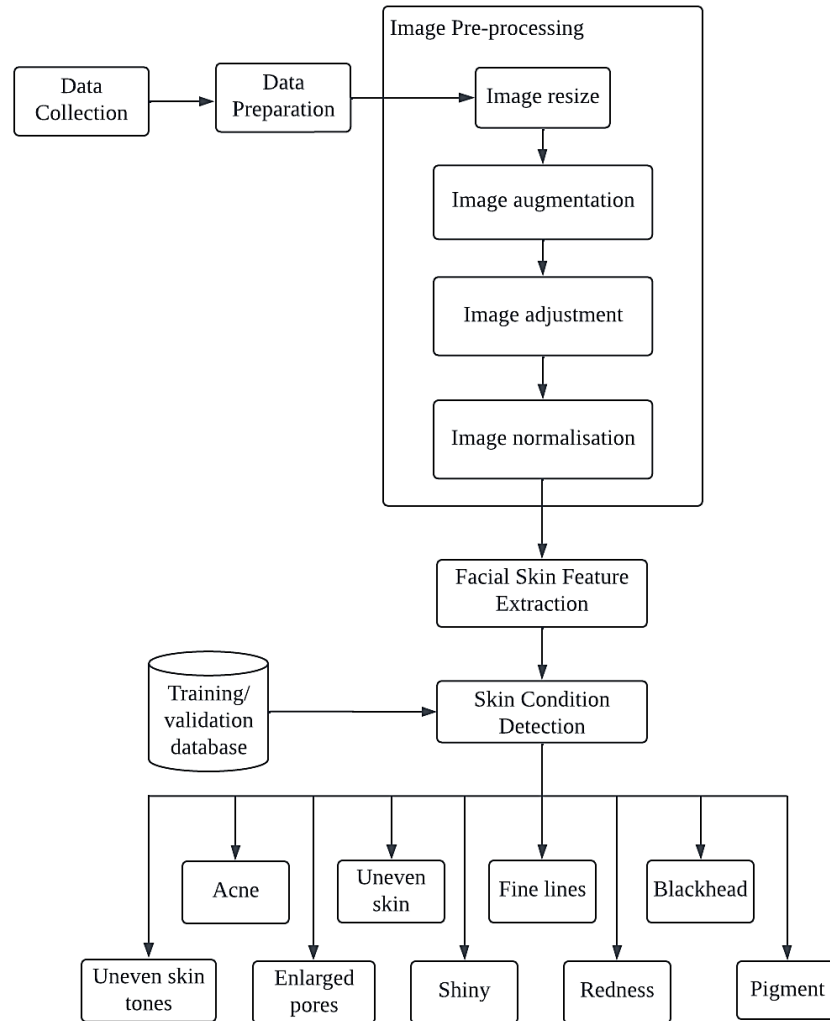 Image Pre-processing
Data
Collection
Data
Preparation
Image resize
Image augmentation
Image adjustment
Image normalisation
Facial Skin Feature
Extraction
Training/
validation
database
Skin Condition
Detection
Acne
Uneven
skin
Fine lines
Blackhead
Uneven skin
tones
Enlarged
pores
Shiny
Redness
Pigment